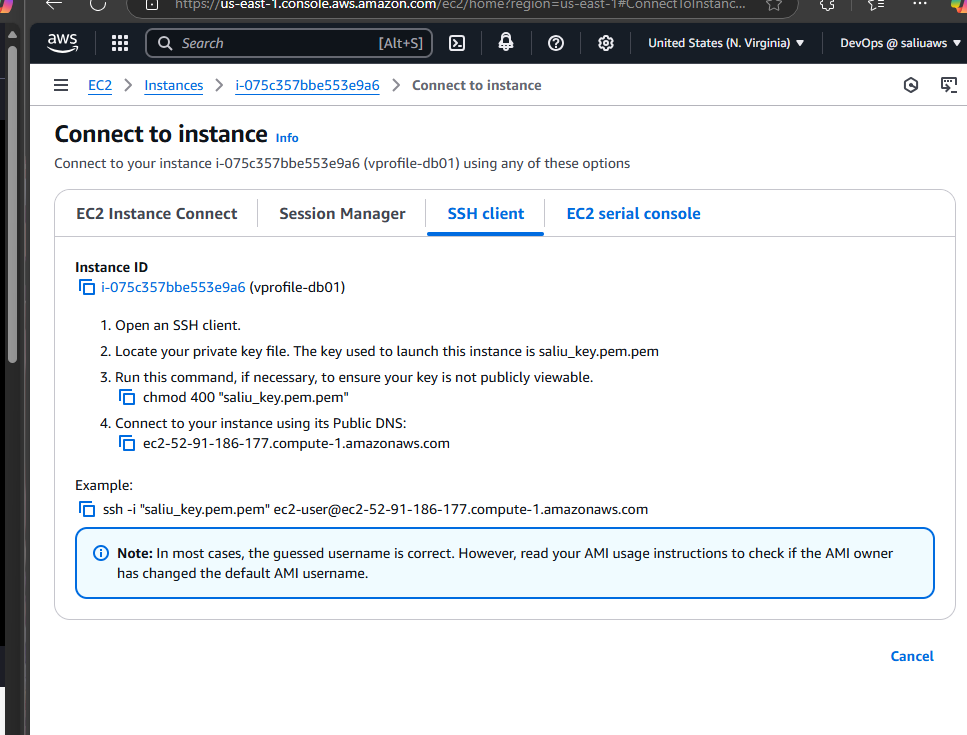 https://us-east-1.console.aws.amazon.com/ec2/home?region=us-east-1#ConnectToInstanc...
aws
Search
[Alt+S]
United States (N. Virginia)
DevOps @ saliuaws
EC2 > Instances > i-075c357bbe553e9a6 > Connect to instance
Connect to instance Info
Connect to your instance i-075c357bbe553e9a6 (vprofile-db01) using any of these options
EC2 Instance Connect
Session Manager
SSH client
EC2 serial console
Instance ID
i-075c357bbe553e9a6 (vprofile-db01)
1. Open an SSH client.
2. Locate your private key file. The key used to launch this instance is saliu_key.pem.pem
3. Run this command, if necessary, to ensure your key is not publicly viewable.
chmod 400 "saliu_key.pem.pem"
4. Connect to your instance using its Public DNS:
ec2-52-91-186-177.compute-1.amazonaws.com
Example:
ssh -i "saliu_key.pem.pem" ec2-user@ec2-52-91-186-177.compute-1.amazonaws.com
Note: In most cases, the guessed username is correct. However, read your AMI usage instructions to check if the AMI owner
has changed the default AMI username.
Cancel